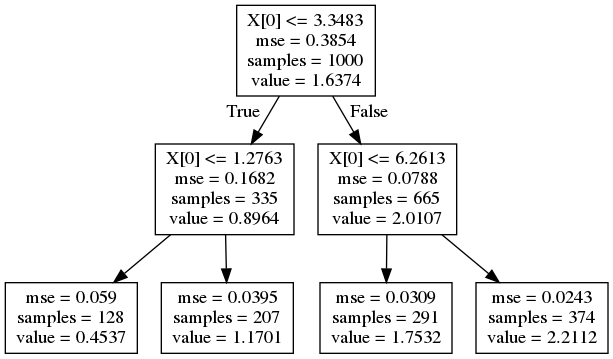 X[0] <= 3.3483
mse = 0.3854
samples = 1000
value = 1.6374
True
False
X[0] <= 1.2763
mse = 0.1682
samples = 335
value = 0.8964
X[0] <= 6.2613
mse = 0.0788
samples = 665
value = 2.0107
mse = 0.059
samples = 128
value = 0.4537
mse = 0.0395
samples = 207
value = 1.1701
mse = 0.0309
samples = 291
value = 1.7532
mse = 0.0243
samples = 374
value = 2.2112